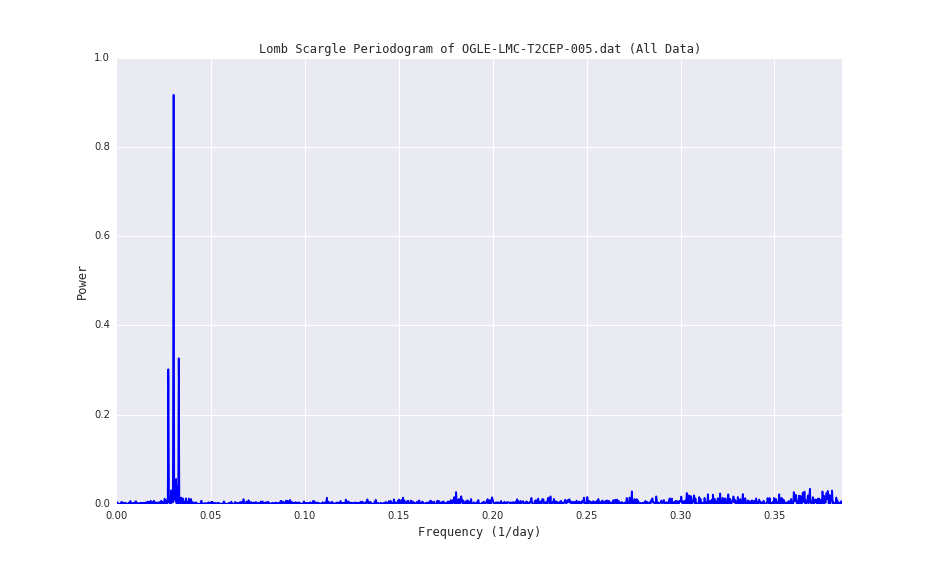 Lomb Scargle Periodogram of OGLE-LMC-T2CEP-005.dat (All Data)
1.0
0.8
0.6
0.4
0.2
0.0
Power
0.00 0.05 0.10 0.15 0.20 0.25 0.30 0.35
Frequency (1/day)